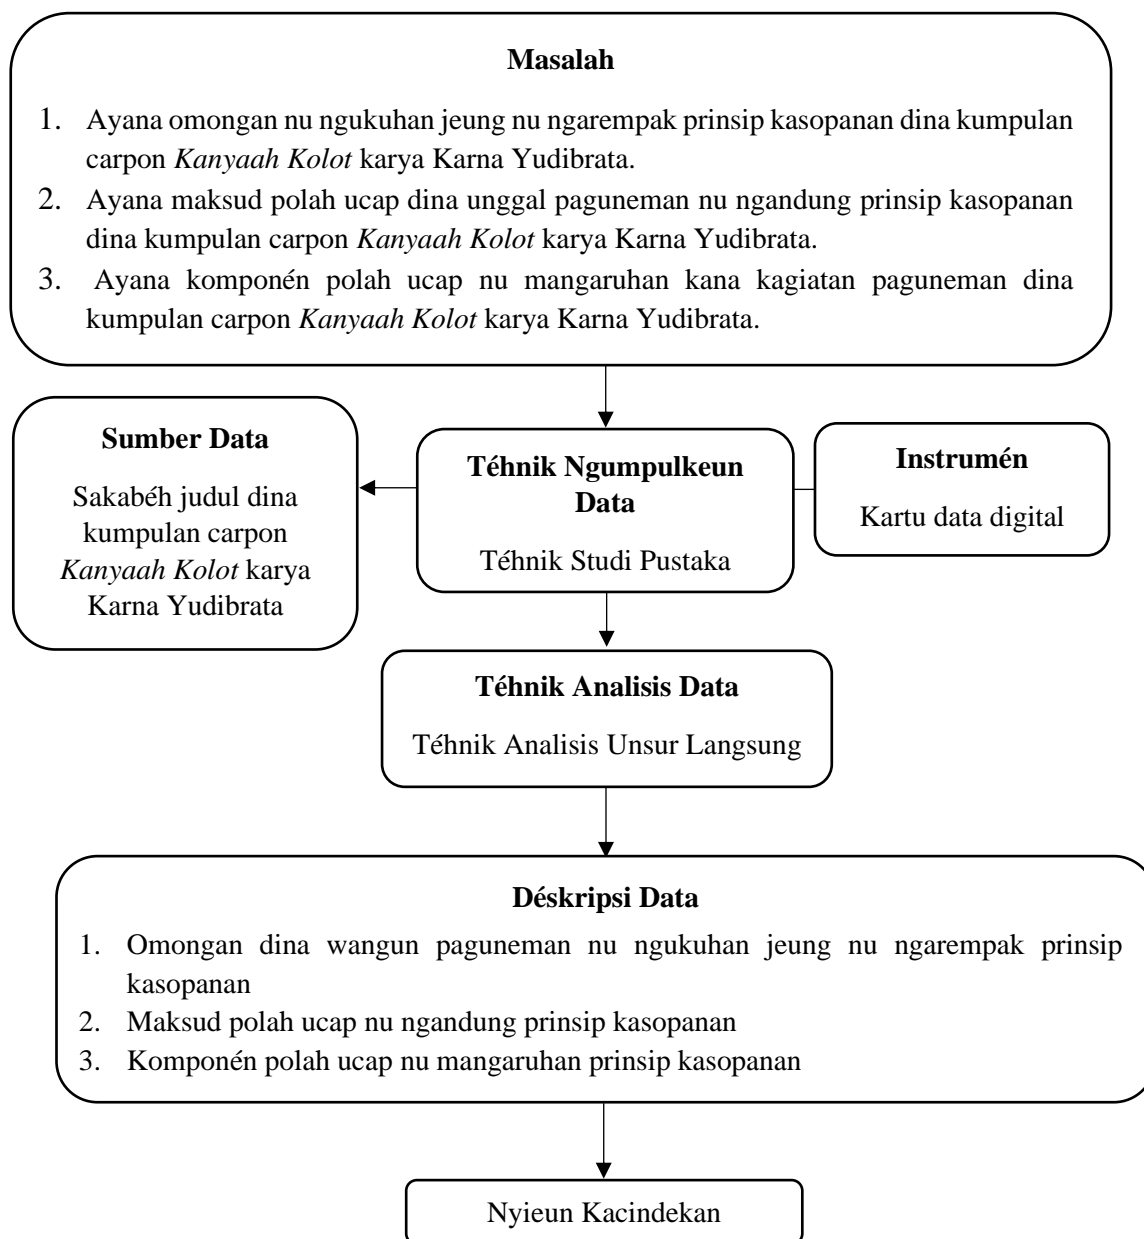 Masalah
1. Ayana omongan nu ngukuhan jeung nu ngarempak prinsip kasopanan dina kumpulan
carpon Kanyaah Kolot karya Karna Yudibrata.
2. Ayana maksud polah ucap dina unggal paguneman nu ngandung prinsip kasopanan
dina kumpulan carpon Kanyaah Kolot karya Karna Yudibrata.
3. Ayana komponén polah ucap nu mangaruhan kana kagiatan paguneman dina
kumpulan carpon Kanyaah Kolot karya Karna Yudibrata.
Sumber Data
Sakabéh judul dina
kumpulan carpon
Kanyaah Kolot karya
Karna Yudibrata
Téhnik Ngumpulkeun
Data
Téhnik Studi Pustaka
Instrumén
Kartu data digital
Téhnik Analisis Data
Téhnik Analisis Unsur Langsung
Déskripsi Data
1. Omongan dina wangun paguneman nu ngukuhan jeung nu ngarempak prinsip
kasopanan
2. Maksud polah ucap nu ngandung prinsip kasopanan
3. Komponén polah ucap nu mangaruhan prinsip kasopanan
Nyieun Kacindekan